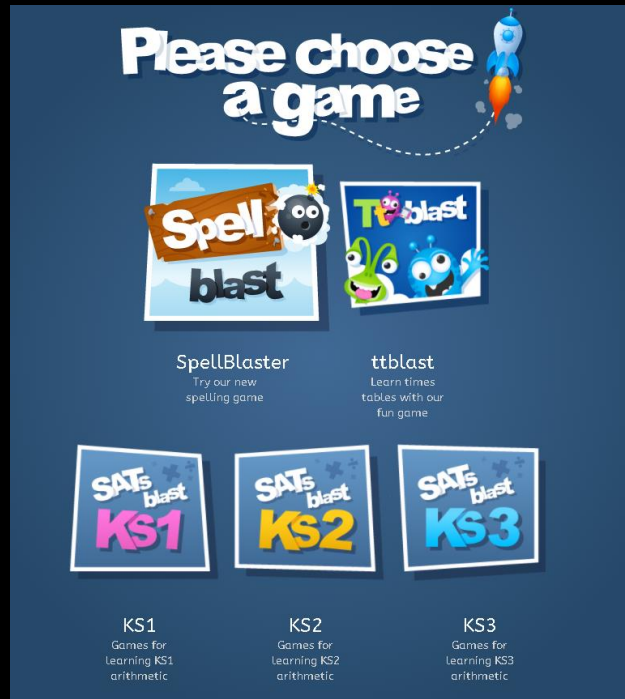 Please choose
a game
Spell
blast
Tt blast
SpellBlaster
Try our new
spelling game
ttblast
Learn times
tables with our
fun game
SATs
blast
KS1
SATs
blast
KS2
SATs
blast
KS3
KS1
Games for
learning KS1
arithmetic
KS2
Games for
learning KS2
arithmetic
KS3
Games for
learning KS3
arithmetic